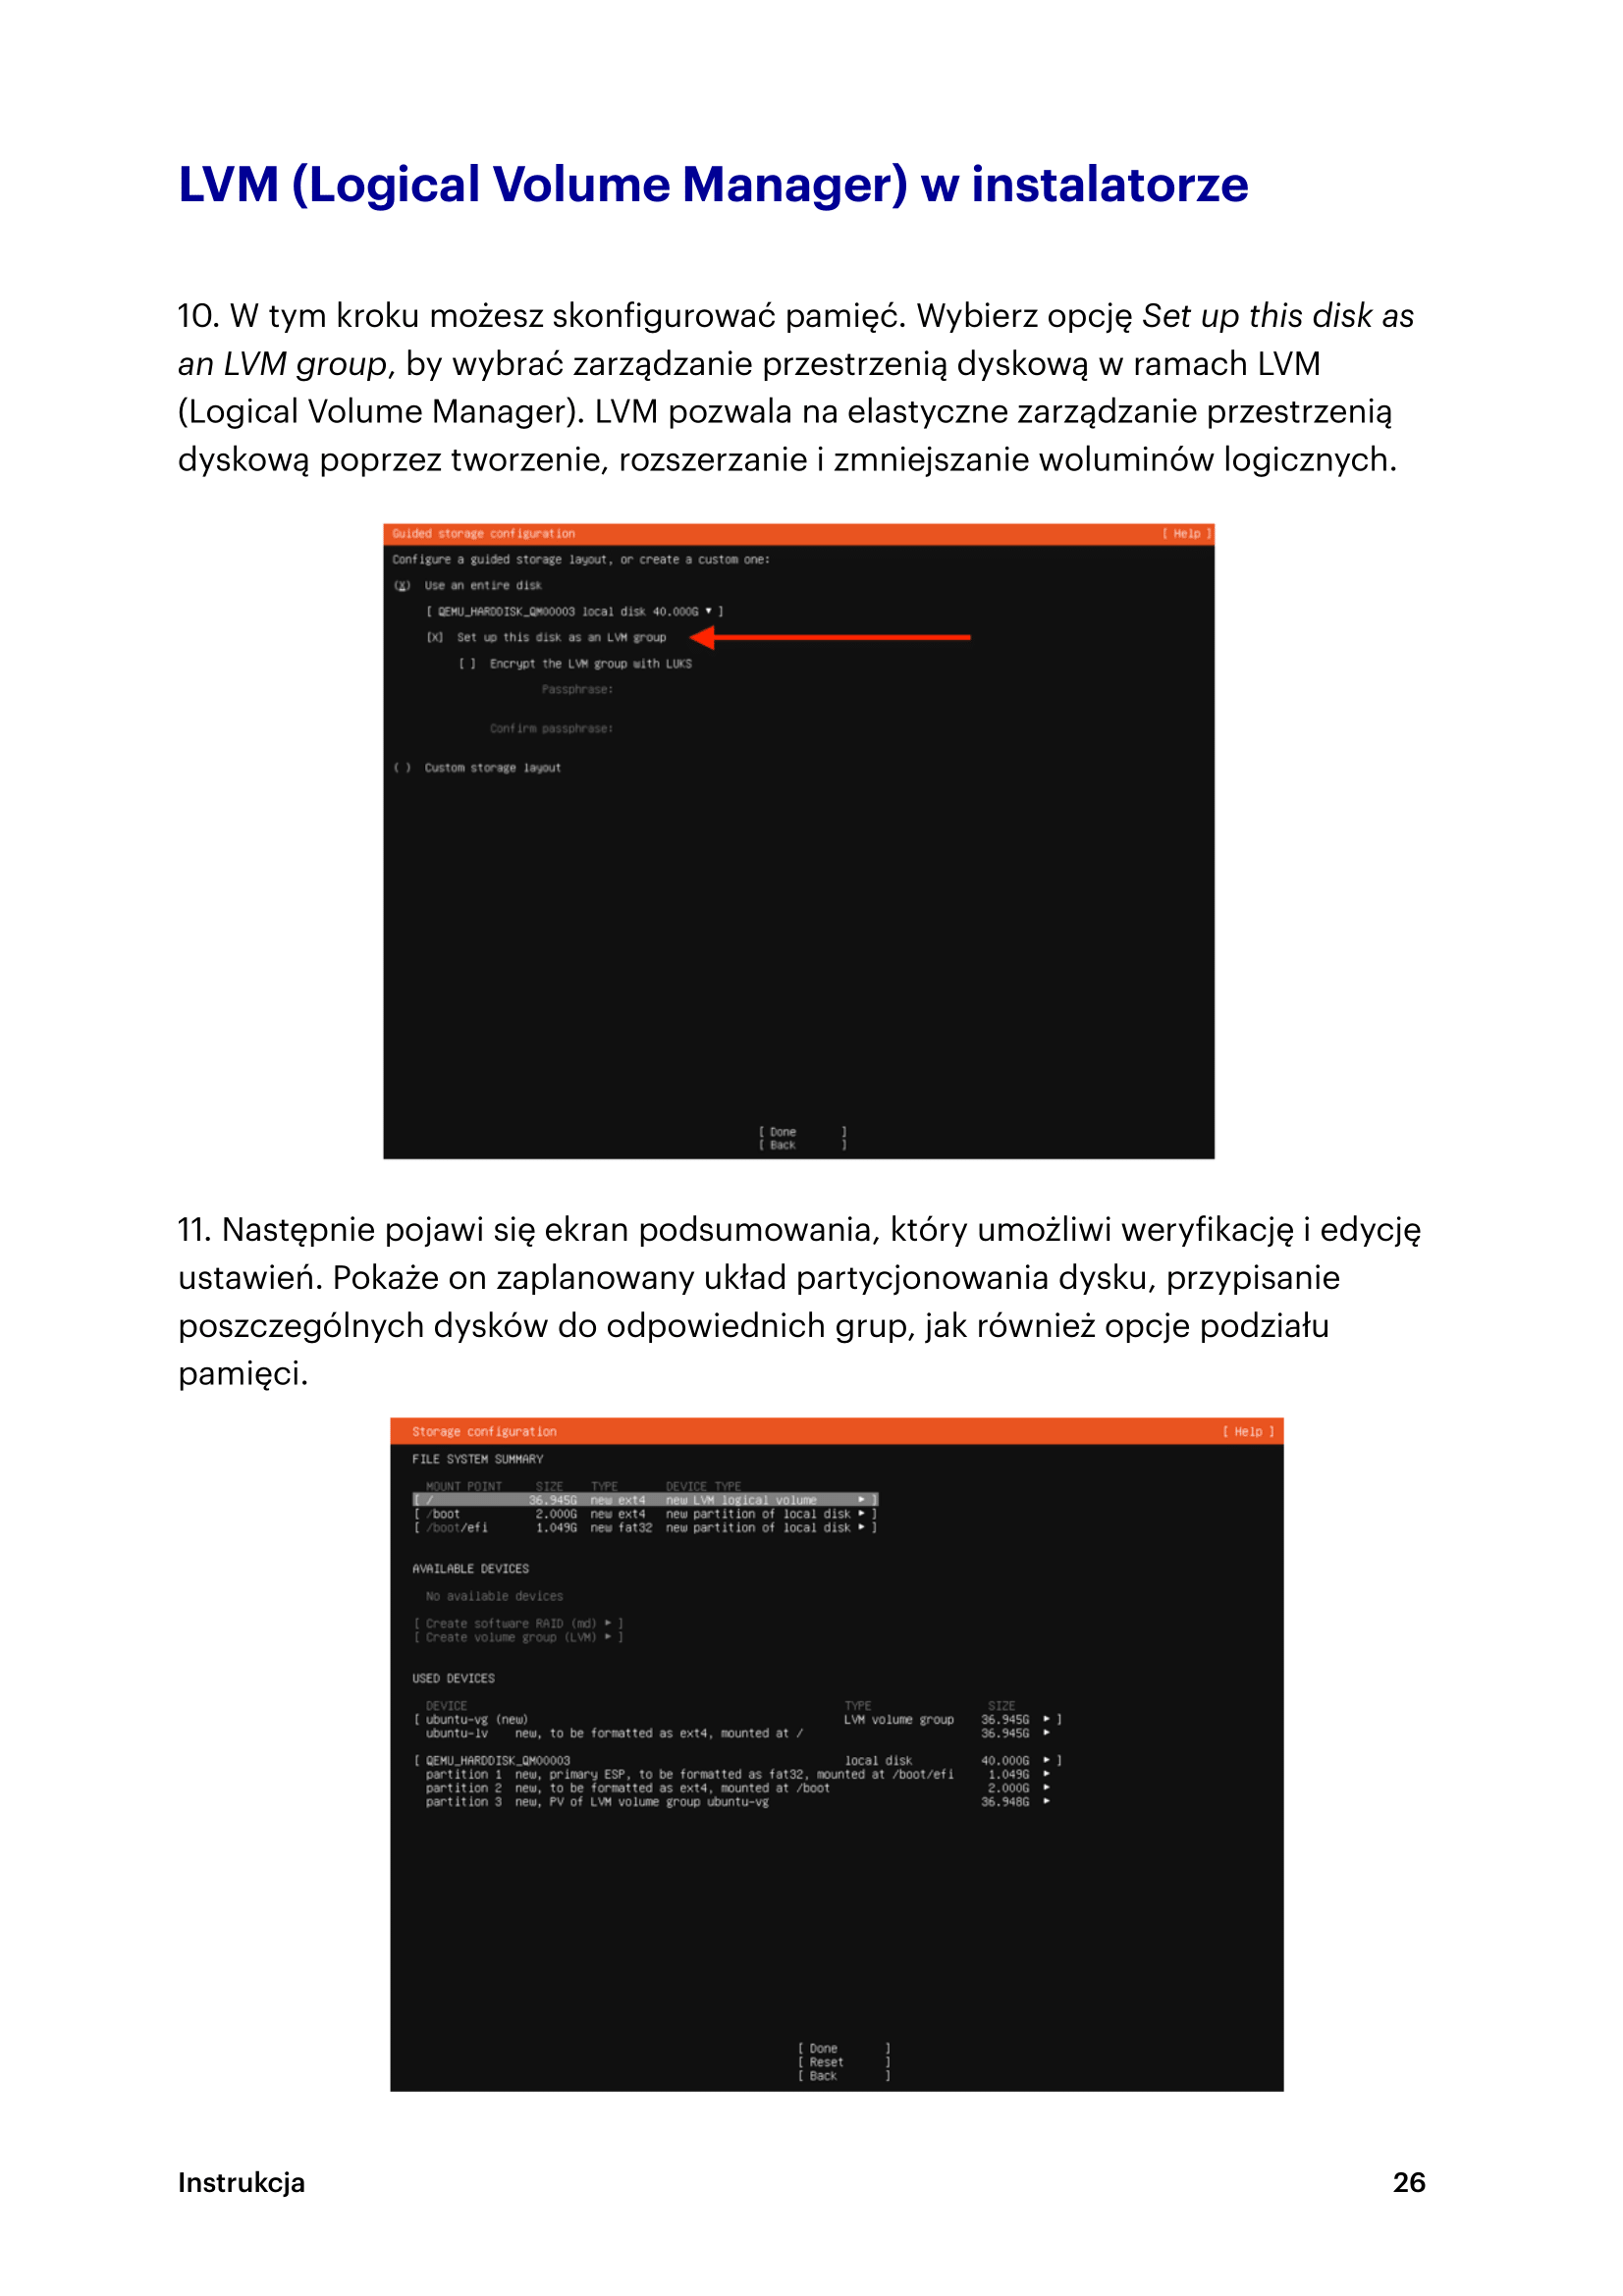 LVM (Logical Volume Manager) w instalatorze
10. W tym kroku możesz skonfigurować pamięć. Wybierz opcję Set up this disk as
an LVM group, by wybrać zarządzanie przestrzenią dyskową w ramach LVM
(Logical Volume Manager). LVM pozwala na elastyczne zarządzanie przestrzenią
dyskową poprzez tworzenie, rozszerzanie i zmniejszanie woluminów logicznych.
Guided storage configuration [ Help ]
Configure a guided storage layout, or create a custom one:
(X) Use an entire disk
[ QEMU_HARDDISK_QM00003 local disk 40.000G ▾ ]
[X] Set up this disk as an LVM group
[ ] Encrypt the LVM group with LUKS
Passphrase:
Confirm passphrase:
( ) Custom storage layout
[ Done ]
[ Back ]
11. Następnie pojawi się ekran podsumowania, który umożliwi weryfikację i edycję
ustawień. Pokaże on zaplanowany układ partycjonowania dysku, przypisanie
poszczególnych dysków do odpowiednich grup, jak również opcje podziału
pamięci.
Storage configuration [ Help ]
FILE SYSTEM SUMMARY
MOUNT POINT SIZE TYPE DEVICE TYPE
[ / 36.945G new ext4 new LVM logical volume ▸ ]
[ /boot 2.000G new ext4 new partition of local disk ▸ ]
[ /boot/efi 1.049G new fat32 new partition of local disk ▸ ]
AVAILABLE DEVICES
No available devices
[ Create software RAID (md) ▸ ]
[ Create volume group (LVM) ▸ ]
USED DEVICES
DEVICE TYPE SIZE
[ ubuntu-vg (new) LVM volume group 36.945G ▸ ]
ubuntu-lv new, to be formatted as ext4, mounted at / 36.945G ▸
[ QEMU_HARDDISK_QM00003 local disk 40.000G ▸ ]
partition 1 new, primary ESP, to be formatted as fat32, mounted at /boot/efi 1.049G ▸
partition 2 new, to be formatted as ext4, mounted at /boot 2.000G ▸
partition 3 new, PV of LVM volume group ubuntu-vg 36.948G ▸
[ Done ]
[ Reset ]
[ Back ]
Instrukcja 26